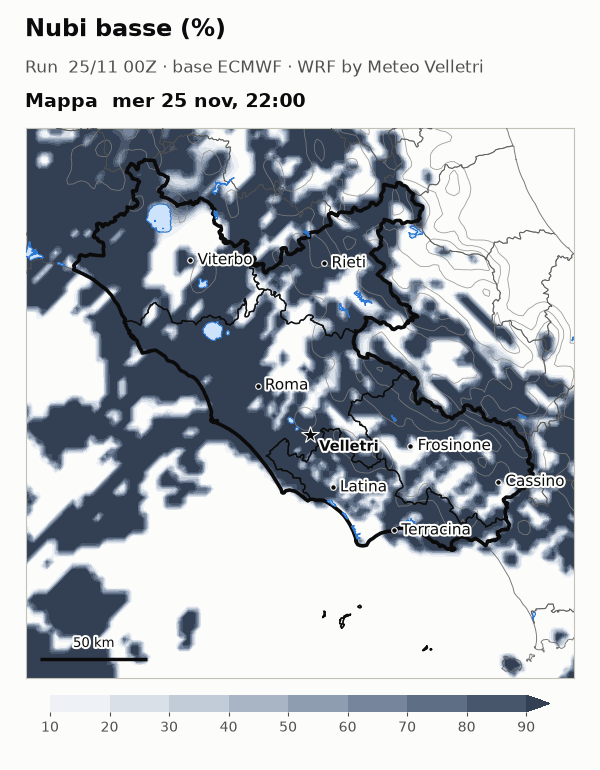 Nubi basse (%)
Run 25/11 00Z · base ECMWF · WRF by Meteo Velletri
Mappa mer 25 nov, 22:00
Viterbo
Rieti
Roma
Velletri
Frosinone
Cassino
Latina
Terracina
50 km
10 20 30 40 50 60 70 80 90